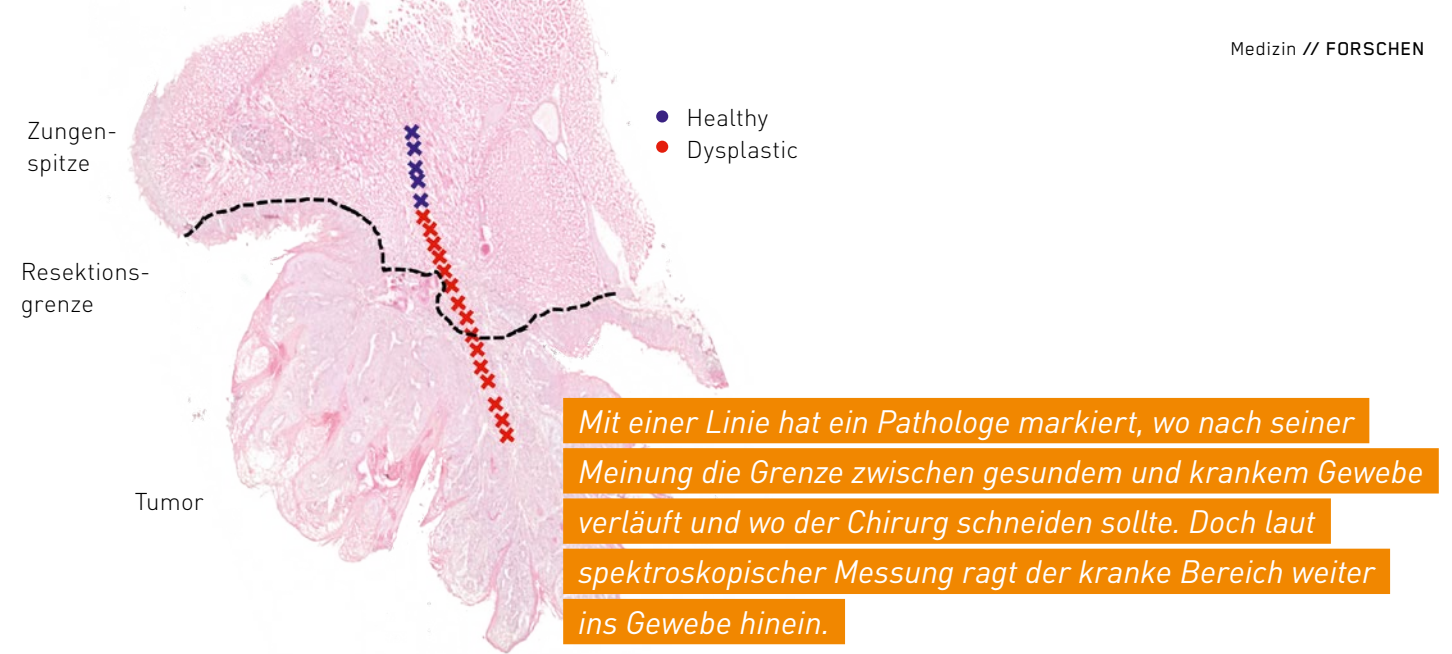 Medizin // FORSCHEN
Zungen-
spitze
Healthy
Dysplastic
Resektions-
grenze
Tumor
Mit einer Linie hat ein Pathologe markiert, wo nach seiner
Meinung die Grenze zwischen gesundem und krankem Gewebe
verläuft und wo der Chirurg schneiden sollte. Doch laut
spektroskopischer Messung ragt der kranke Bereich weiter
ins Gewebe hinein.